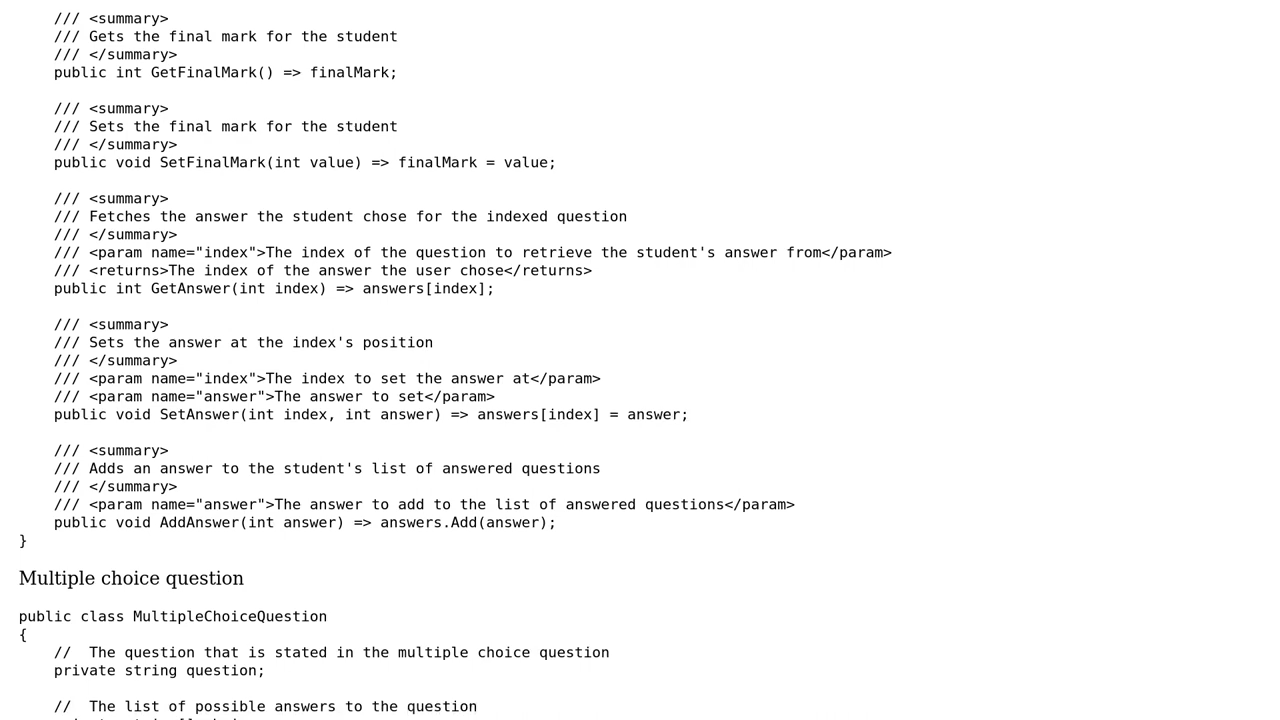 /// <summary>
/// Gets the final mark for the student
/// </summary>
public int GetFinalMark() => finalMark;
/// <summary>
/// Sets the final mark for the student
/// </summary>
public void SetFinalMark(int value) => finalMark = value;
/// <summary>
/// Fetches the answer the student chose for the indexed question
/// </summary>
/// <param name="index">The index of the question to retrieve the student's answer from</param>
/// <returns>The index of the answer the user chose</returns>
public int GetAnswer(int index) => answers[index];
/// <summary>
/// Sets the answer at the index's position
/// </summary>
/// <param name="index">The index to set the answer at</param>
/// <param name="answer">The answer to set</param>
public void SetAnswer(int index, int answer) => answers[index] = answer;
/// <summary>
/// Adds an answer to the student's list of answered questions
/// </summary>
/// <param name="answer">The answer to add to the list of answered questions</param>
public void AddAnswer(int answer) => answers.Add(answer);
}
Multiple choice question
public class MultipleChoiceQuestion
{
//  The question that is stated in the multiple choice question
private string question;
//  The list of possible answers to the question